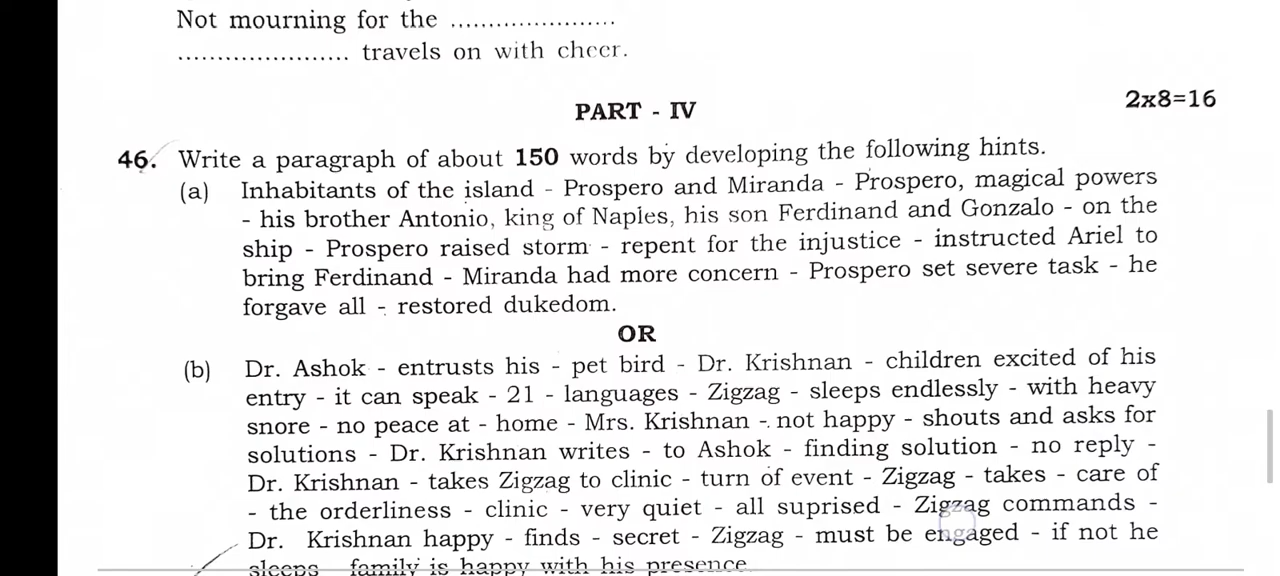 Not mourning for the .....................
...................... travels on with cheer.
PART - IV
2x8=16
46. Write a paragraph of about 150 words by developing the following hints.
(a) Inhabitants of the island - Prospero and Miranda - Prospero, magical powers
- his brother Antonio, king of Naples, his son Ferdinand and Gonzalo - on the
ship - Prospero raised storm - repent for the injustice - instructed Ariel to
bring Ferdinand - Miranda had more concern - Prospero set severe task - he
forgave all - restored dukedom.
OR
(b) Dr. Ashok - entrusts his - pet bird - Dr. Krishnan - children excited of his
entry - it can speak - 21 - languages - Zigzag - sleeps endlessly - with heavy
snore - no peace at - home - Mrs. Krishnan - not happy - shouts and asks for
solutions - Dr. Krishnan writes - to Ashok - finding solution - no reply -
Dr. Krishnan - takes Zigzag to clinic - turn of event - Zigzag - takes - care of
- the orderliness - clinic - very quiet - all suprised - Zigzag commands -
Dr. Krishnan happy - finds - secret - Zigzag - must be engaged - if not he
sleeps family is happy with his presence